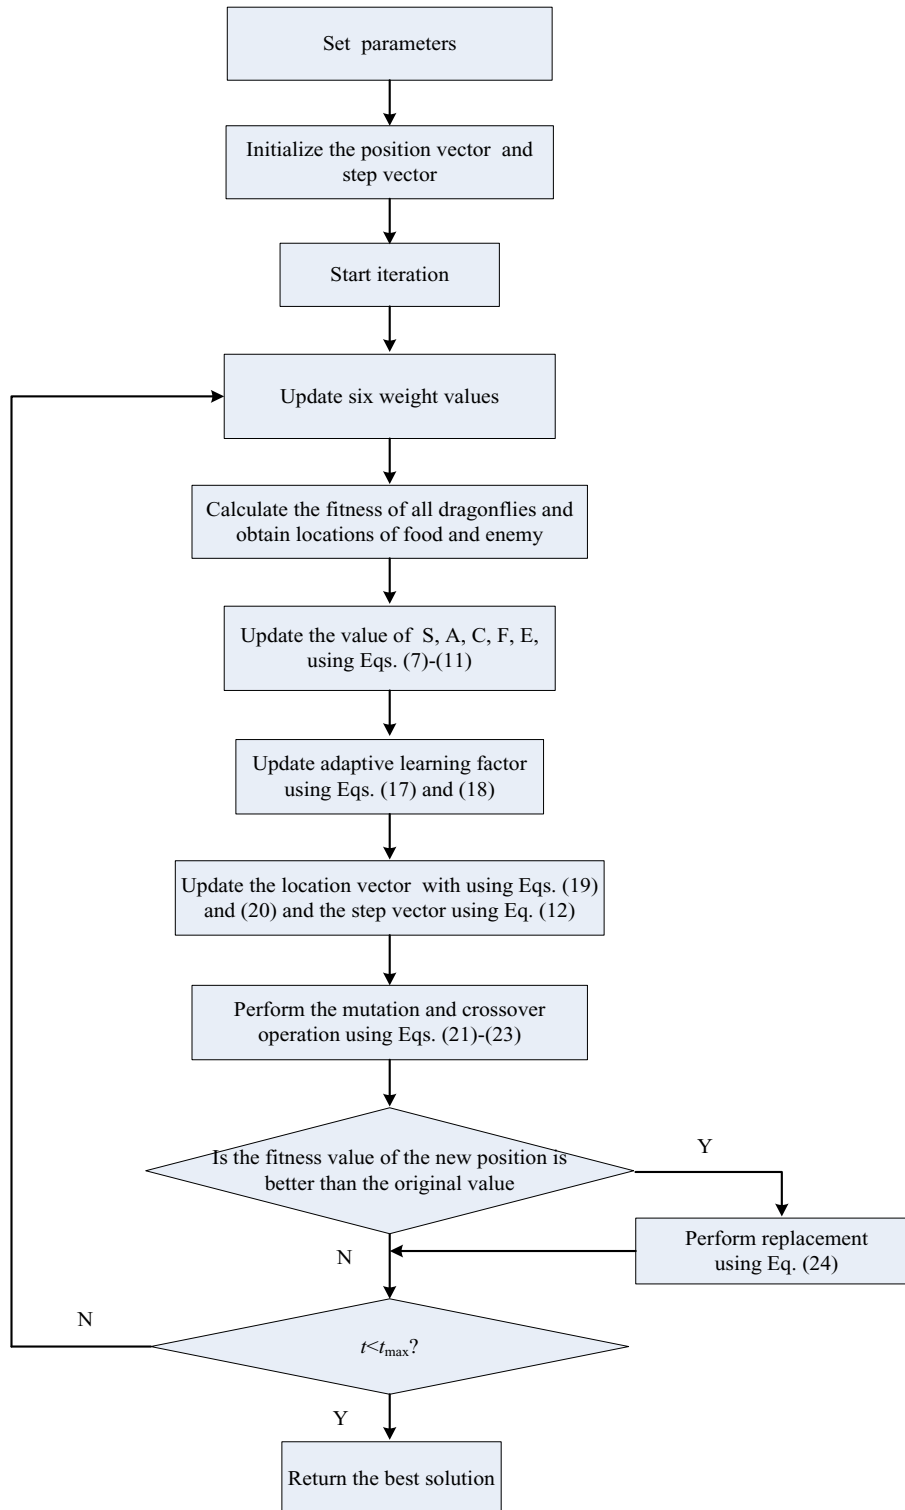 Set parameters
Initialize the position vector and
step vector
Start iteration
Update six weight values
Calculate the fitness of all dragonflies and
obtain locations of food and enemy
Update the value of S, A, C, F, E,
using Eqs. (7)-(11)
Update adaptive learning factor
using Eqs. (17) and (18)
Update the location vector with using Eqs. (19)
and (20) and the step vector using Eq. (12)
Perform the mutation and crossover
operation using Eqs. (21)-(23)
Is the fitness value of the new position is
better than the original value
Y
Perform replacement
using Eq. (24)
N
N
t<tmax?
Y
Return the best solution